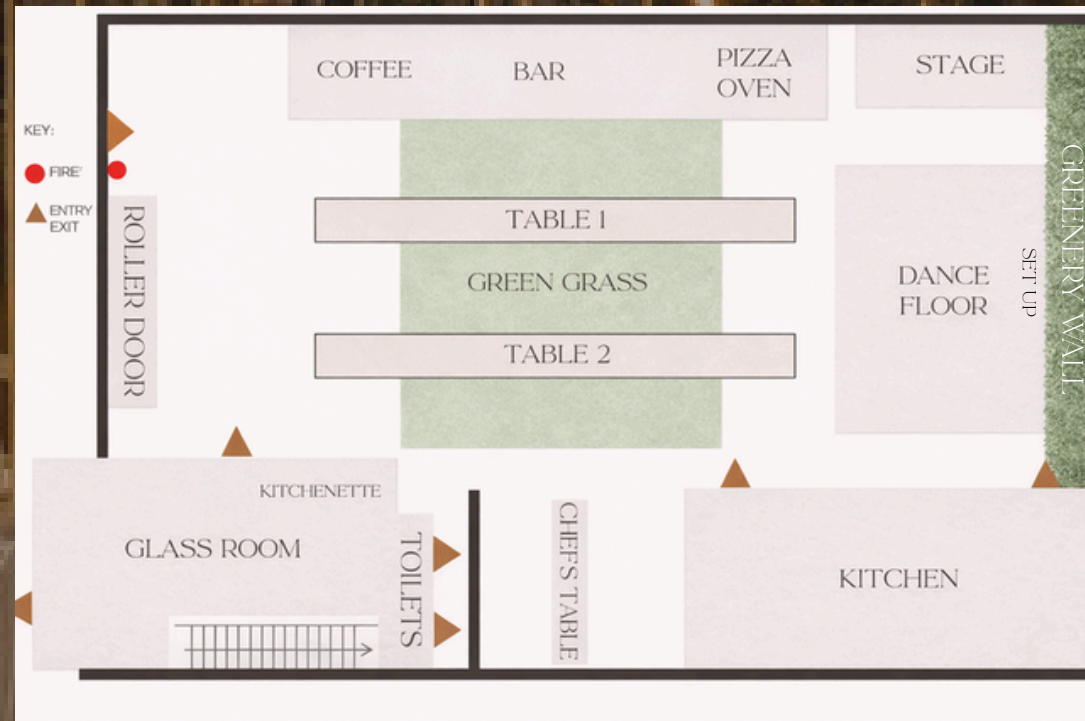 COFFEE
BAR
PIZZA
OVEN
STAGE
KEY:
FIRE'
ENTRY
EXIT
ROLLER DOOR
TABLE 1
GREEN GRASS
TABLE 2
DANCE
FLOOR
SET UP
GREENERY WALL
KITCHENETTE
GLASS ROOM
TOILETS
CHEFS TABLE
KITCHEN